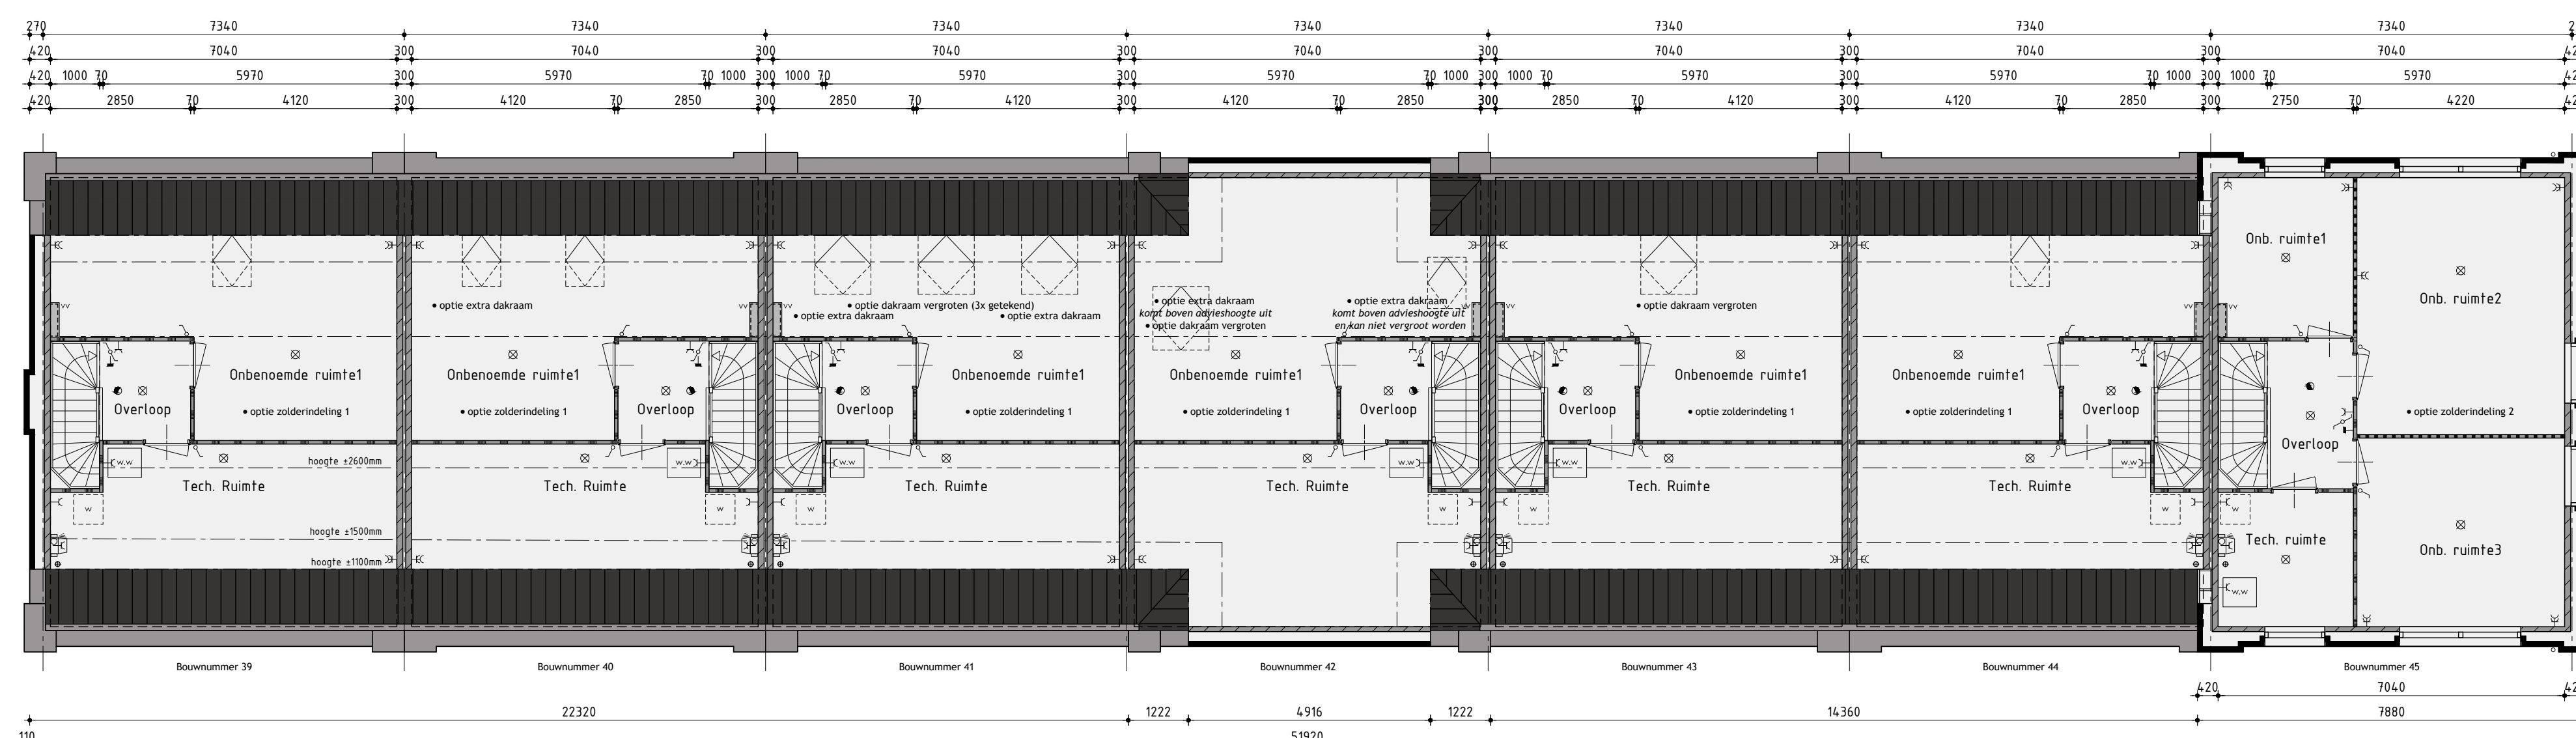 270 7340 7340 7340 7340 7340 7340 7340
420 7040 300 7040 300 7040 300 7040 300 7040 300 7040 300 7040
420 1000 70 5970 300 5970 70 1000 300 1000 70 5970 300 5970 70 1000 300 1000 70 5970 300 5970 70 1000 300 1000 70 5970
420 2850 70 4120 300 4120 70 2850 300 2850 70 4120 300 4120 70 2850 300 2850 70 4120 300 4120 70 2850 300 2750 70 4220
Onb. ruimte1
Onb. ruimte2
• optie extra dakraam
• optie dakraam vergroten (3x getekend)
• optie extra dakraam
• optie extra dakraam
• optie extra dakraam
komt boven advieshoogte uit
• optie dakraam vergroten
• optie extra dakraam
komt boven advieshoogte uit
en kan niet vergroot worden
• optie dakraam vergroten
vv vv vv vv vv vv vv
Onbenoemde ruimte1 Onbenoemde ruimte1 Onbenoemde ruimte1 Onbenoemde ruimte1 Onbenoemde ruimte1 Onbenoemde ruimte1
Overloop Overloop Overloop Overloop Overloop Overloop
• optie zolderindeling 1 • optie zolderindeling 1 • optie zolderindeling 1 • optie zolderindeling 1 • optie zolderindeling 1 • optie zolderindeling 1 • optie zolderindeling 2
Overloop
w.w hoogte ±2600mm w.w w.w w.w w.w w.w
Tech. Ruimte Tech. Ruimte Tech. Ruimte Tech. Ruimte Tech. Ruimte Tech. Ruimte
w w w w w w w
hoogte ±1500mm
Tech. ruimte
Onb. ruimte3
hoogte ±1100mm
w.w
Bouwnummer 39 Bouwnummer 40 Bouwnummer 41 Bouwnummer 42 Bouwnummer 43 Bouwnummer 44 Bouwnummer 45
420 7040
22320 1222 4916 1222 14360 7880
110 51920